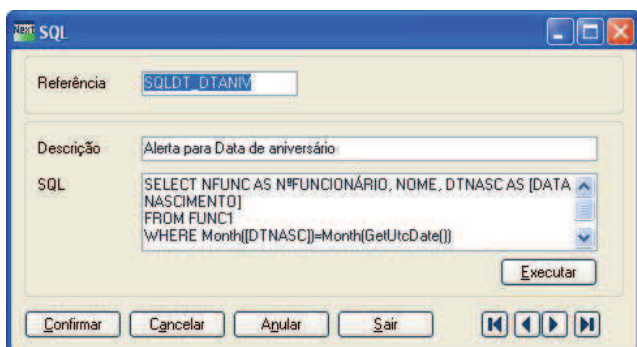 NEXT SQL
Referência SQLDT_DTANIV
Descrição Alerta para Data de aniversário
SQL SELECT NFUNC AS NºFUNCIONÁRIO, NOME, DTNASC AS [DATA
NASCIMENTO]
FROM FUNC1
WHERE Month([DTNASC])=Month(GetUtcDate())
Executar
Confirmar Cancelar Anular Sair